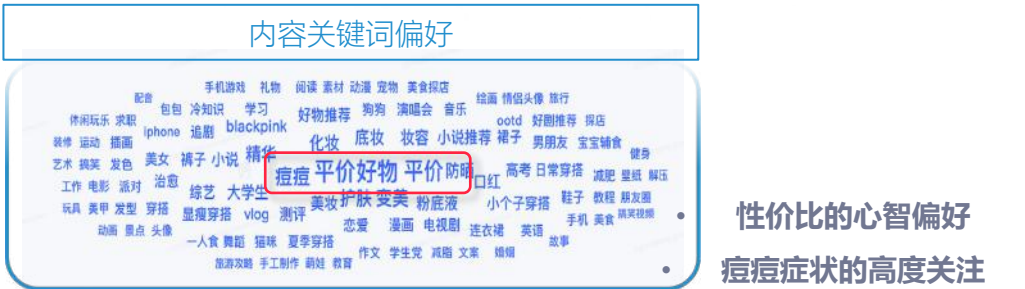 内容关键词偏好
手机游戏 礼物 阅读 素材 动漫 宠物 美食探店
配音 包包 冷知识 学习 好物推荐 狗狗 演唱会 音乐 绘画 情侣头像 旅行
休闲玩乐 求职 iphone 追剧 blackpink ootd 好剧推荐 探店
装修 运动 插画 化妆 底妆 妆容 小说推荐 裙子 男朋友 宝宝辅食
艺术 搞笑 发色 美女 裤子 小说 精华 健身
痘痘 平价好物 平价 防晒 口红 高考 日常穿搭 减肥 壁纸 解压
工作 电影 派对 治愈 综艺 大学生 美妆 护肤 变美 粉底液 小个子穿搭 鞋子 教程 朋友圈
玩具 美甲 发型 穿搭 显瘦穿搭 vlog 测评 手机 美食 搞笑视频
动画 景点 头像 恋爱 漫画 电视剧 连衣裙 英语
一人食 舞蹈 猫咪 夏季穿搭 作文 学生党 减脂 文案 婚姻 故事
旅游攻略 手工制作 萌娃 教育
• 性价比的心智偏好
• 痘痘症状的高度关注